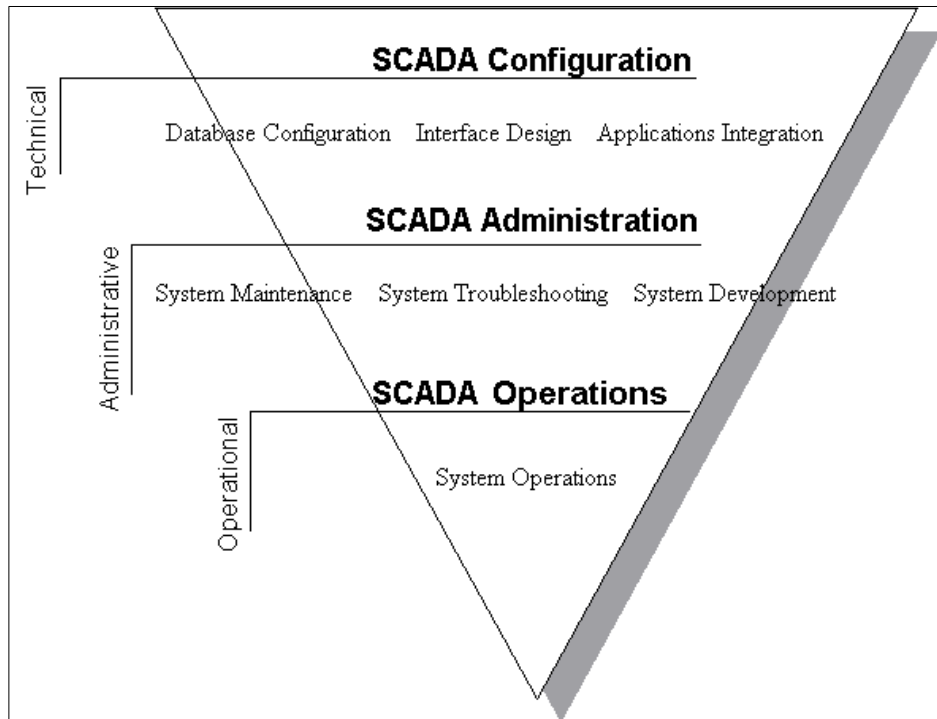 SCADA Configuration
Technical
Database Configuration Interface Design Applications Integration
SCADA Administration
Administrative
System Maintenance System Troubleshooting System Development
SCADA Operations
Operational
System Operations